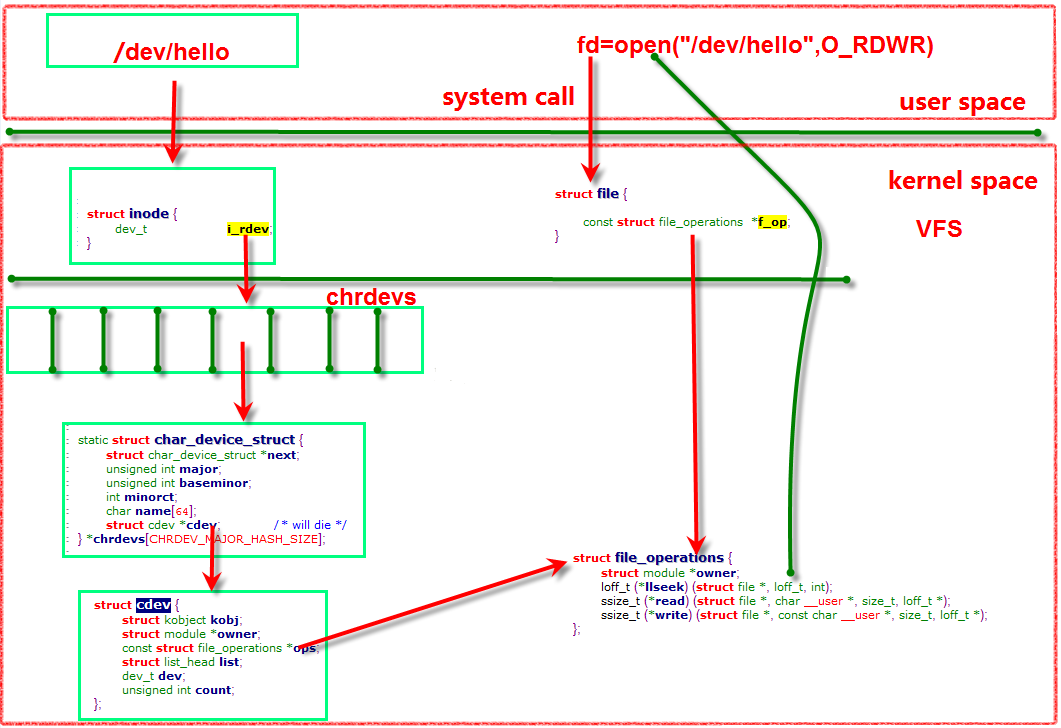 /dev/hello
fd=open("/dev/hello",O_RDWR)
system call
user space
kernel space
VFS
struct inode {
dev_t i_rdev;
}
struct file {
const struct file_operations *f_op;
}
chrdevs
static struct char_device_struct {
struct char_device_struct *next;
unsigned int major;
unsigned int baseminor;
int minorct;
char name[64];
struct cdev *cdev; /* will die */
} *chrdevs[CHRDEV_MAJOR_HASH_SIZE];
struct cdev {
struct kobject kobj;
struct module *owner;
const struct file_operations *ops;
struct list_head list;
dev_t dev;
unsigned int count;
};
struct file_operations {
struct module *owner;
loff_t (*llseek) (struct file *, loff_t, int);
ssize_t (*read) (struct file *, char __user *, size_t, loff_t *);
ssize_t (*write) (struct file *, const char __user *, size_t, loff_t *);
};